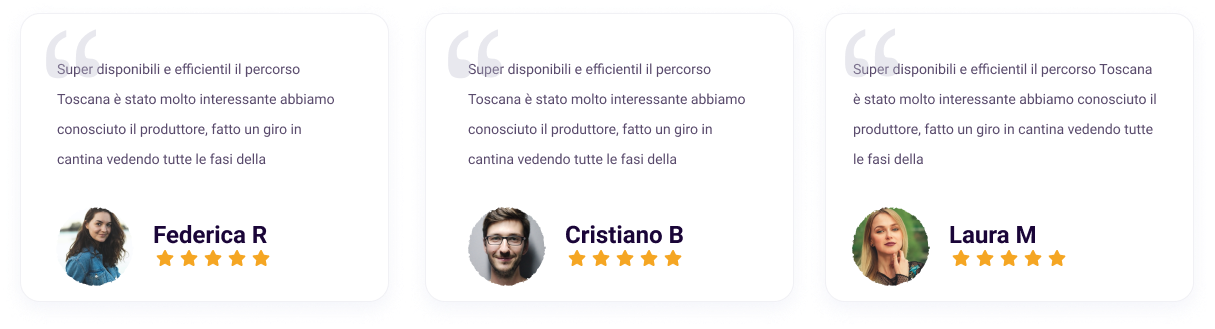 “
Super disponibili e efficientil il percorso
Toscana è stato molto interessante abbiamo
conosciuto il produttore, fatto un giro in
cantina vedendo tutte le fasi della
Federica R
“
Super disponibili e efficientil il percorso
Toscana è stato molto interessante abbiamo
conosciuto il produttore, fatto un giro in
cantina vedendo tutte le fasi della
Cristiano B
“
Super disponibili e efficientil il percorso Toscana
è stato molto interessante abbiamo conosciuto il
produttore, fatto un giro in cantina vedendo tutte
le fasi della
Laura M